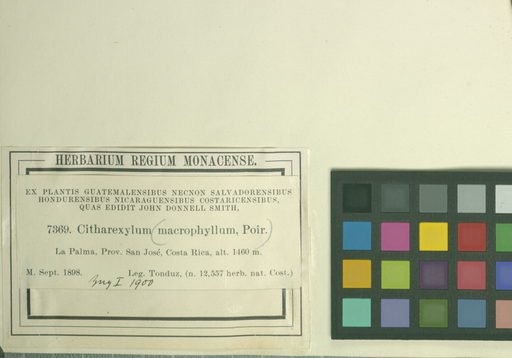 HERBARIUM REGIUM MONACENSE.
EX PLANTIS GUATEMALENSIBUS NECNON SALVADORENSIBUS
HONDURENSIBUS NICARAGUENSIBUS COSTARICENSIBUS,
QUAS EDIDIT JOHN DONNELL SMITH,
7369. Citharexylum (macrophyllum, Poir.)
La Palma, Prov. San José, Costa Rica, alt. 1460 m.
M. Sept. 1898. Leg. Tonduz, (n. 12,557 herb. nat. Cost.)
I 1900